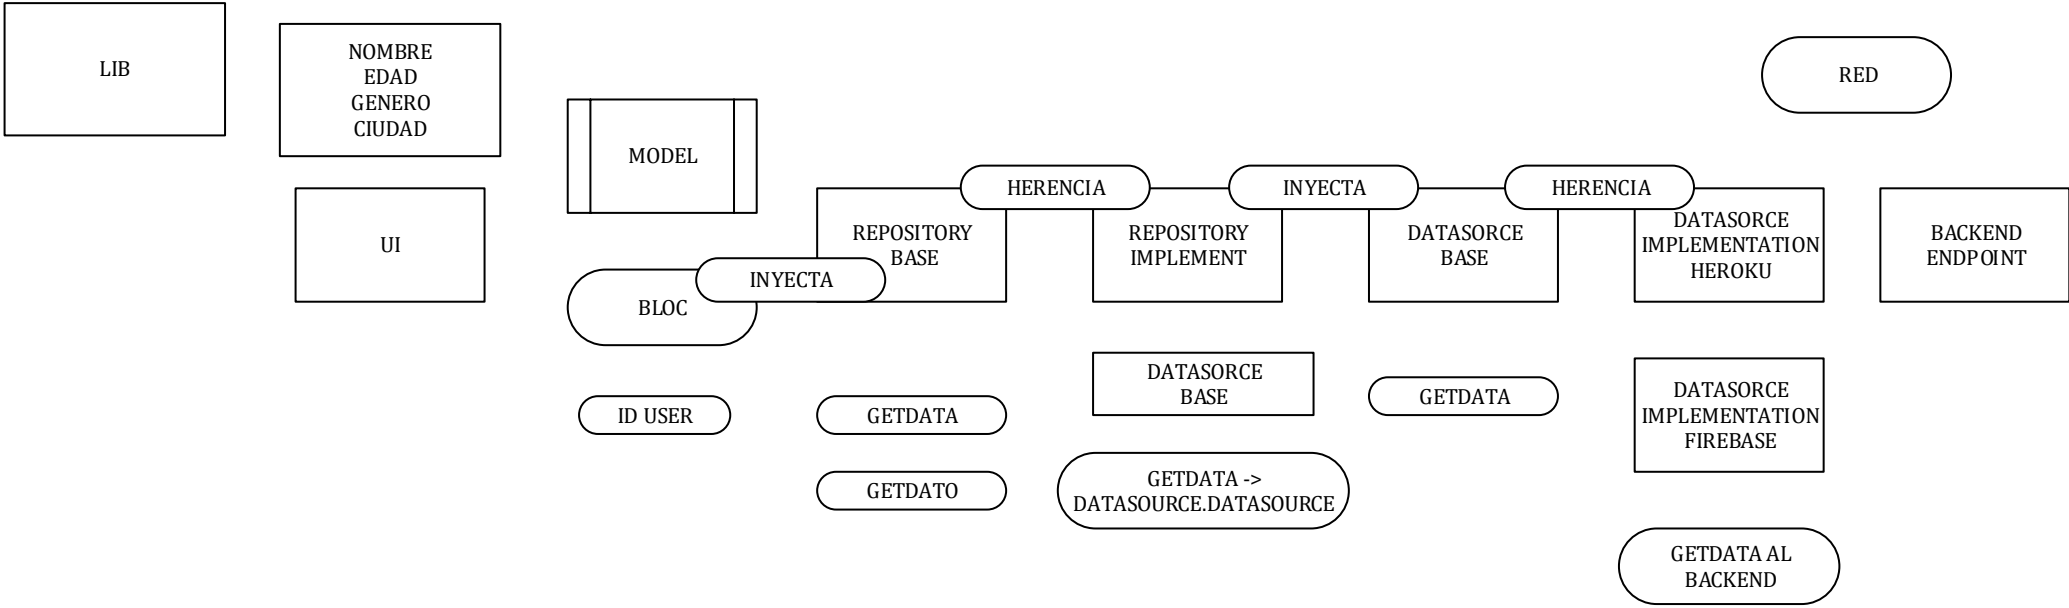 LIB
NOMBRE
EDAD
GENERO
CIUDAD
RED
MODEL
HERENCIA
INYECTA
HERENCIA
UI
REPOSITORY
BASE
REPOSITORY
IMPLEMENT
DATASORCE
BASE
DATASORCE
IMPLEMENTATION
HEROKU
BACKEND
ENDPOINT
INYECTA
BLOC
DATASORCE
BASE
GETDATA
DATASORCE
IMPLEMENTATION
FIREBASE
ID USER
GETDATA
GETDATO
GETDATA ->
DATASOURCE.DATASOURCE
GETDATA AL
BACKEND